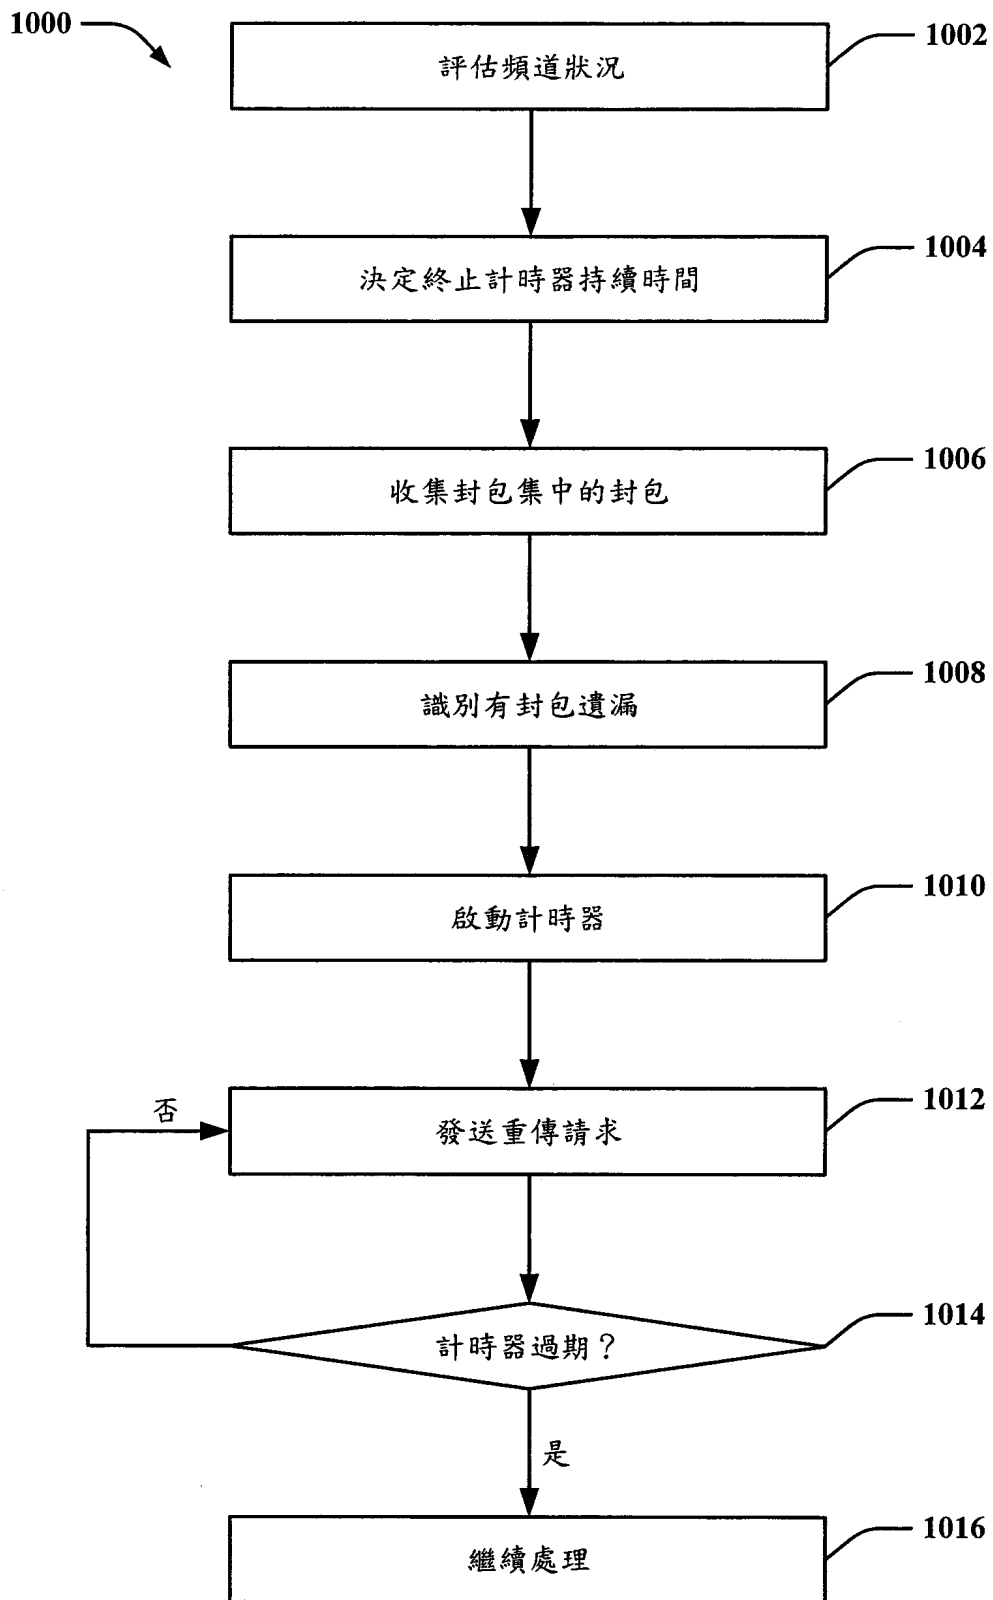 1000
評估頻道狀況
1002
決定終止計時器持續時間
1004
收集封包集中的封包
1006
識別有封包遺漏
1008
啟動計時器
1010
否
發送重傳請求
1012
計時器過期？
1014
是
繼續處理
1016